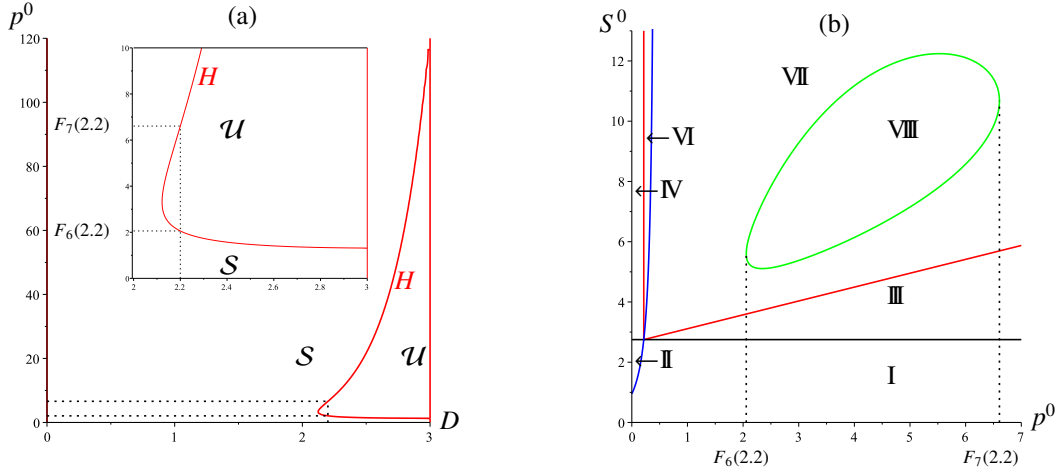 (a)
p⁰
120
100
80
60
40
20
0
0
1
2
3
D
F₇(2.2)
F₆(2.2)
10
8
6
4
2
0
2
2.2
2.4
2.6
2.8
3
H
𝒰
𝒮
H
𝒮
𝒰
(b)
S⁰
12
10
8
6
4
2
0
0
1
2
3
4
5
6
7
p⁰
F₆(2.2)
F₇(2.2)
VII
VIII
←VI
←IV
III
←II
I